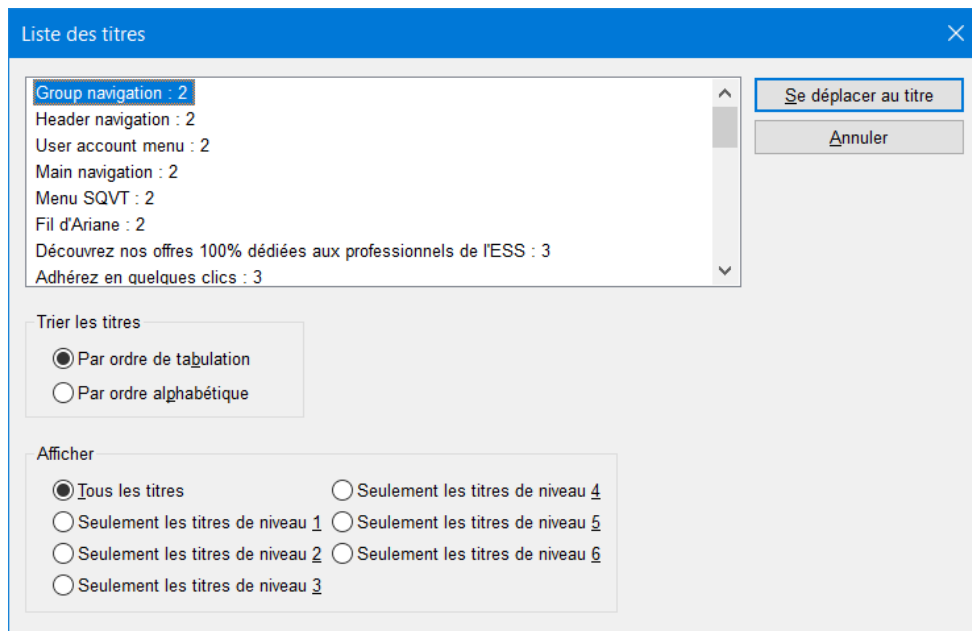 Liste des titres
Group navigation : 2
Header navigation : 2
User account menu : 2
Main navigation : 2
Menu SQVT : 2
Fil d'Ariane : 2
Découvrez nos offres 100% dédiées aux professionnels de l'ESS : 3
Adhérez en quelques clics : 3
Se déplacer au titre
Annuler
Trier les titres
Par ordre de tabulation
Par ordre alphabétique
Afficher
Tous les titres
Seulement les titres de niveau 1
Seulement les titres de niveau 2
Seulement les titres de niveau 3
Seulement les titres de niveau 4
Seulement les titres de niveau 5
Seulement les titres de niveau 6